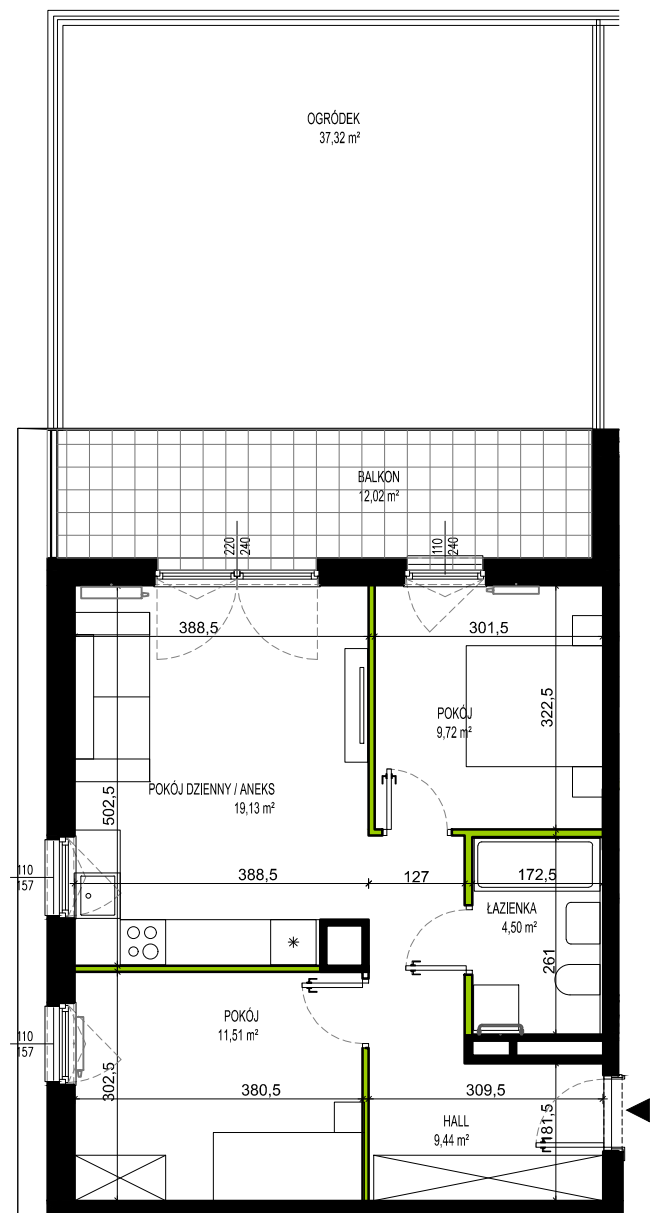 OGRÓDEK
37,32 m²
BALKON
12,02 m²
220
240
110
240
388,5
301,5
POKÓJ
9,72 m²
322,5
POKÓJ DZIENNY / ANEKS
19,13 m²
502,5
110
157
388,5
127
172,5
ŁAZIENKA
4,50 m²
261
POKÓJ
11,51 m²
110
157
302,5
380,5
309,5
HALL
9,44 m²
181,5